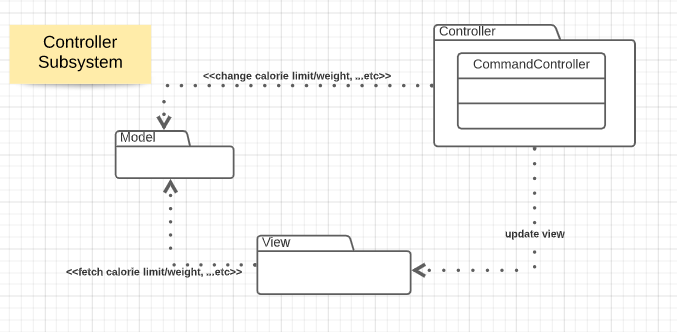 Controller
Subsystem
Controller
CommandController
<<change calorie limit/weight, ...etc>>
Model
update view
View
<<fetch calorie limit/weight, ...etc>>